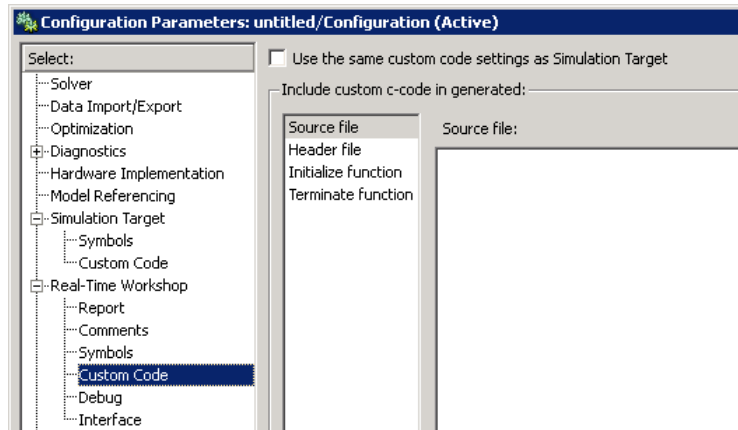 Configuration Parameters: untitled/Configuration (Active)
Select:
Solver
Data Import/Export
Optimization
Diagnostics
Hardware Implementation
Model Referencing
Simulation Target
Symbols
Custom Code
Real-Time Workshop
Report
Comments
Symbols
Custom Code
Debug
Interface
Use the same custom code settings as Simulation Target
Include custom c-code in generated:
Source file
Header file
Initialize function
Terminate function
Source file: